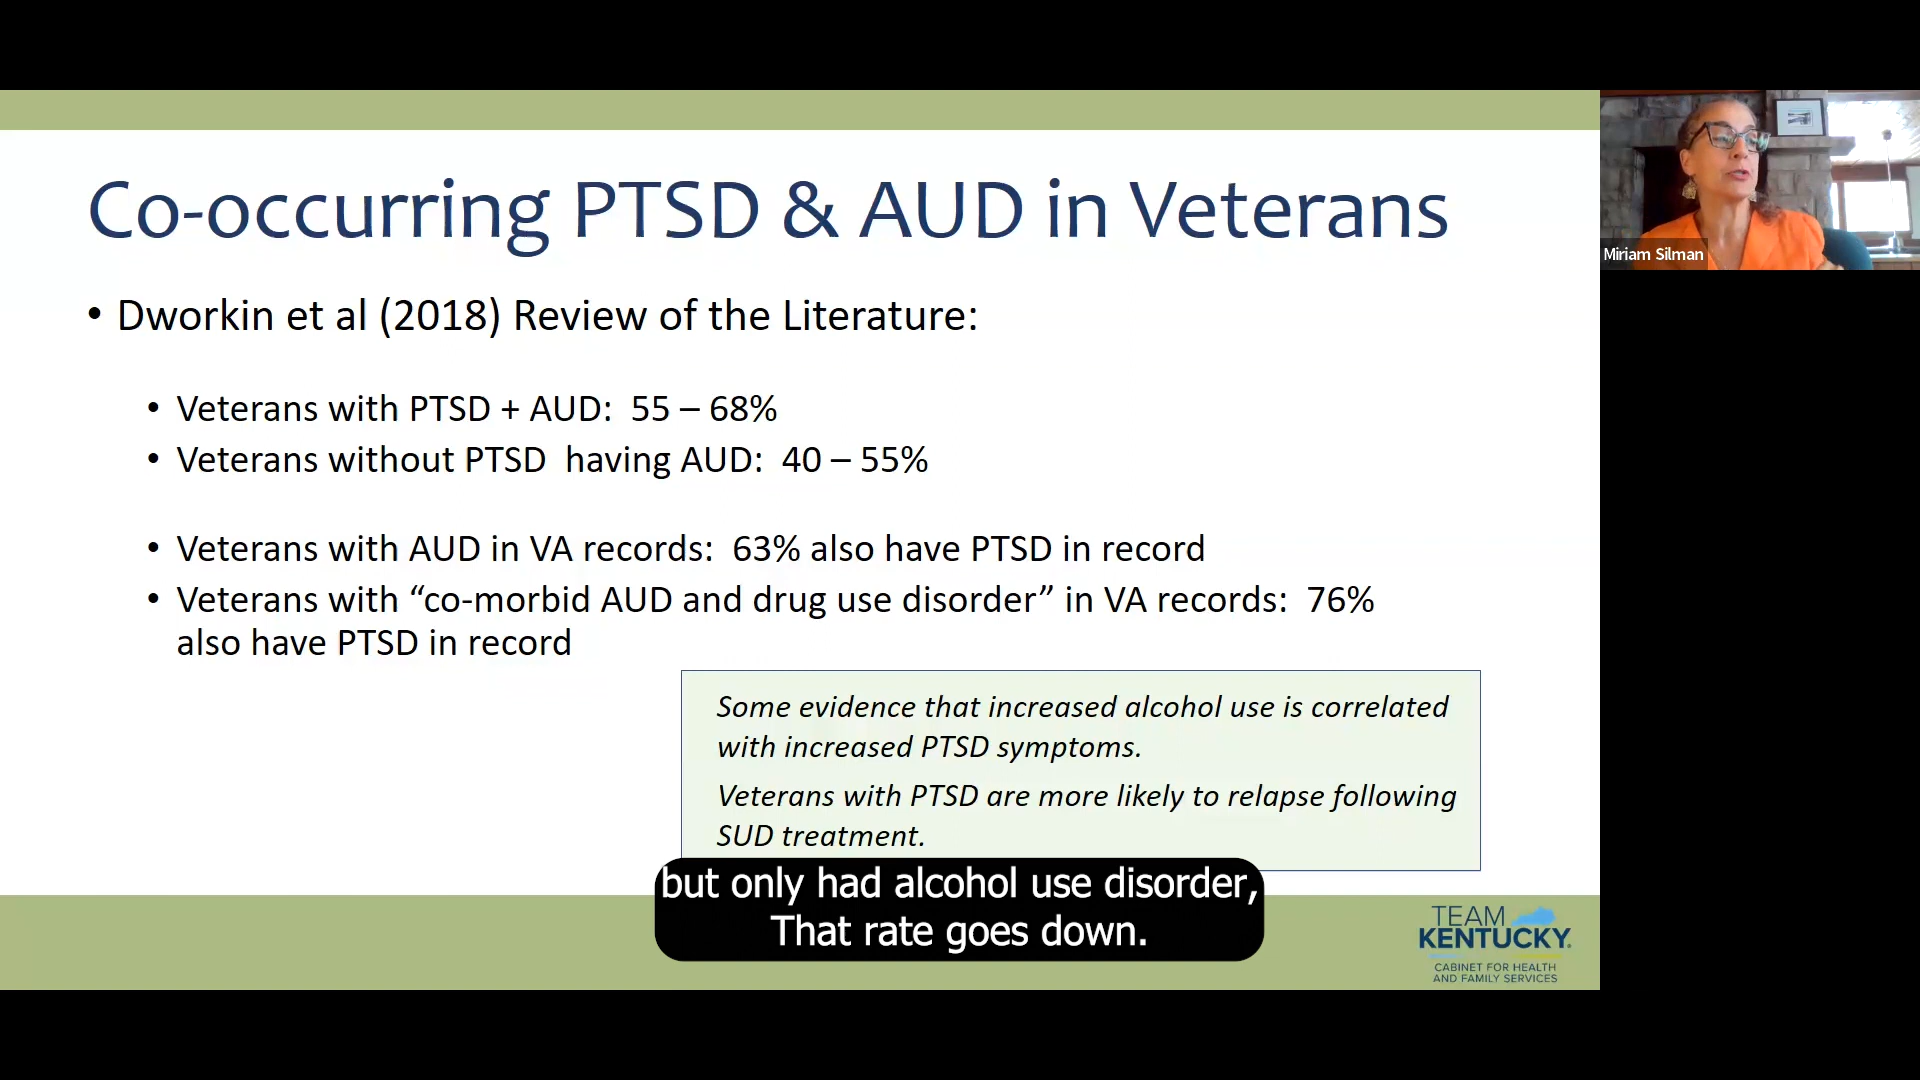 Co-occurring PTSD & AUD in Veterans
• Dworkin et al (2018) Review of the Literature:
• Veterans with PTSD + AUD: 55 – 68%
• Veterans without PTSD having AUD: 40 – 55%
• Veterans with AUD in VA records: 63% also have PTSD in record
• Veterans with “co-morbid AUD and drug use disorder” in VA records: 76%
also have PTSD in record
Some evidence that increased alcohol use is correlated
with increased PTSD symptoms.
Veterans with PTSD are more likely to relapse following
SUD treatment.
but only had alcohol use disorder,
That rate goes down.
TEAM
KENTUCKY®
CABINET FOR HEALTH
AND FAMILY SERVICES
Miriam Silman